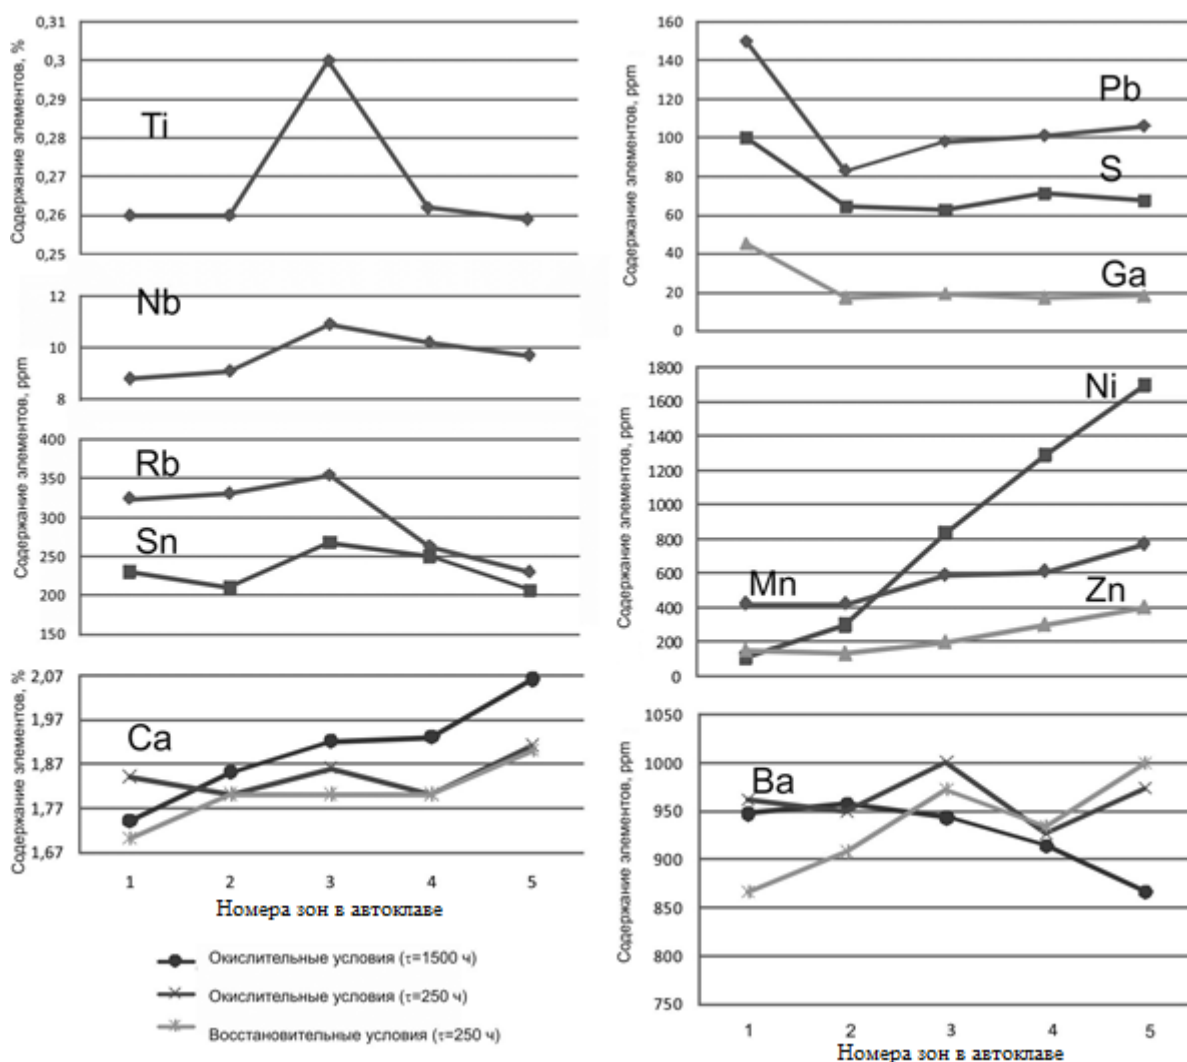 Содержание элементов, %
0,31
0,3
0,29
0,28
0,27
0,26
0,25
Ti
Содержание элементов, ppm
12
10
8
Nb
400
350
300
250
200
150
Rb
Sn
Содержание элементов, %
2,07
1,97
1,87
1,77
1,67
Ca
1 2 3 4 5
Номера зон в автоклаве
Окислительные условия (τ=1500 ч)
Окислительные условия (τ=250 ч)
Восстановительные условия (τ=250 ч)
Содержание элементов, ppm
160
140
120
100
80
60
40
20
0
Pb
S
Ga
Содержание элементов, ppm
1800
1600
1400
1200
1000
800
600
400
200
0
Ni
Mn
Zn
Содержание элементов, ppm
1050
1000
950
900
850
800
750
Ba
1 2 3 4 5
Номера зон в автоклаве